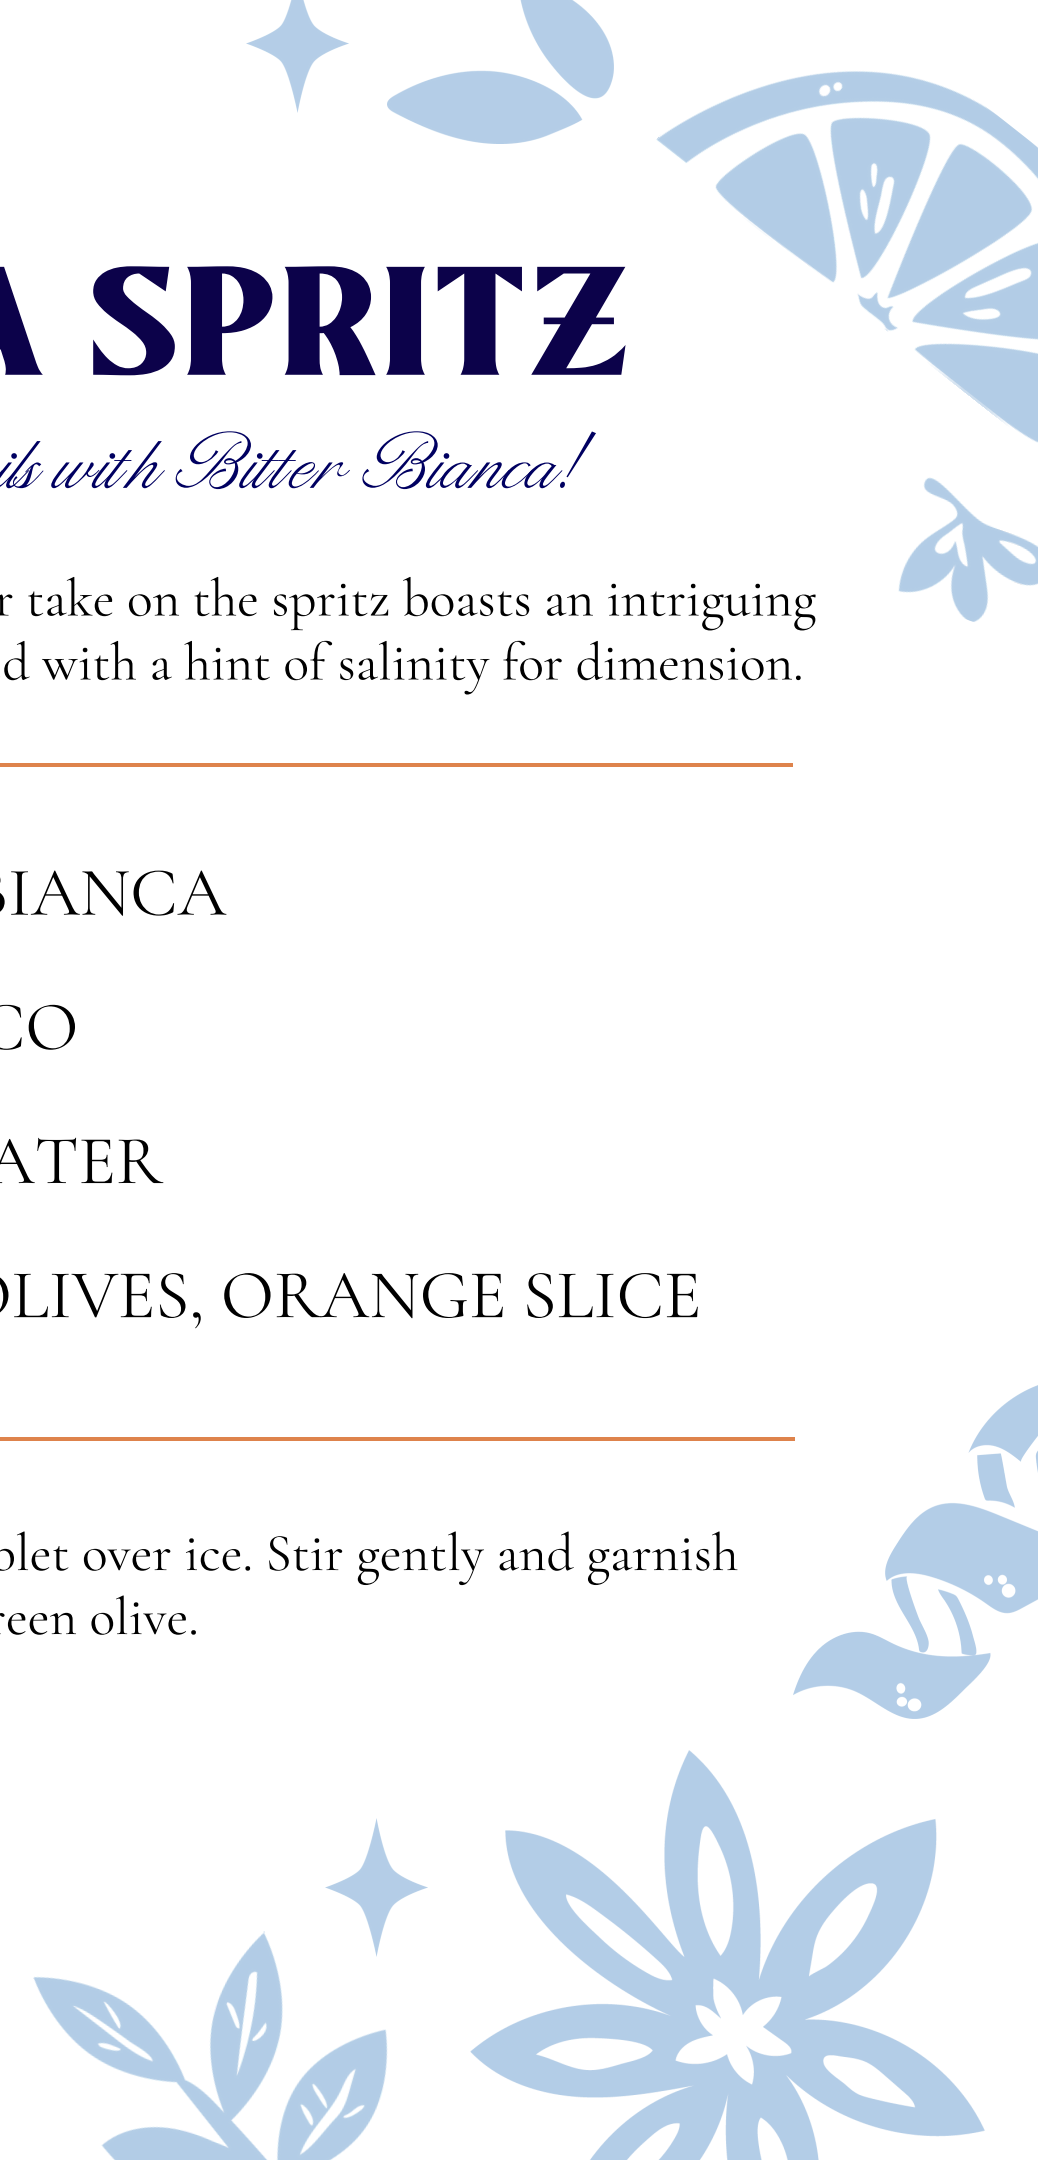 A SPRITZ
ils with Bitter Bianca!
r take on the spritz boasts an intriguing
d with a hint of salinity for dimension.
BIANCA
CO
ATER
OLIVES, ORANGE SLICE
blet over ice. Stir gently and garnish
reen olive.